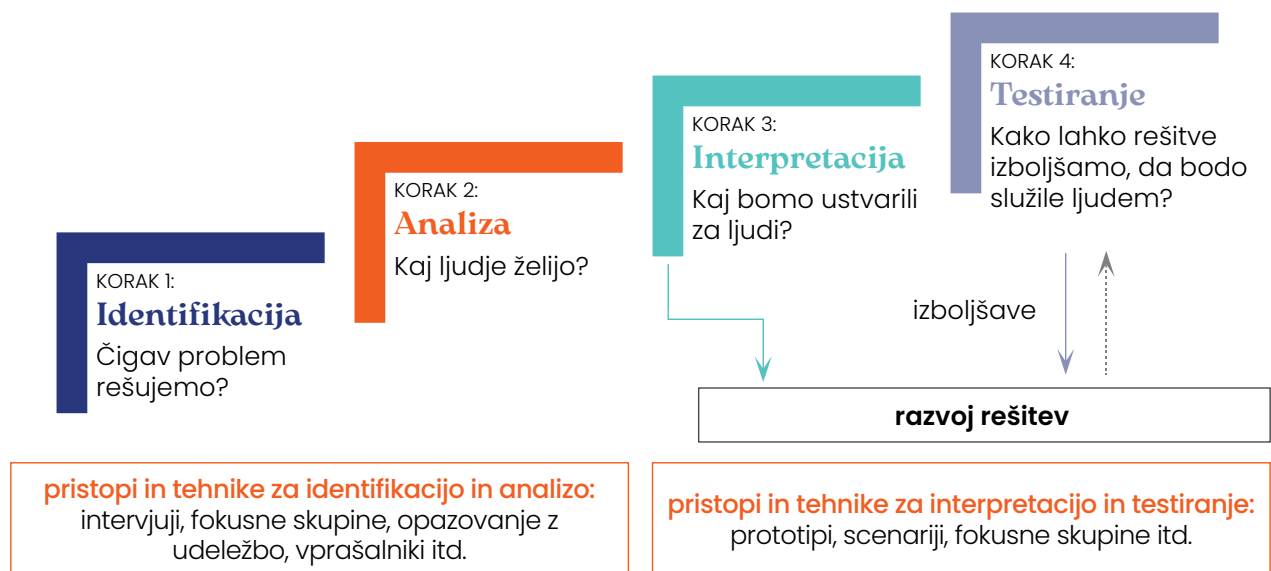 KORAK 1:
Identifikacija
Čigav problem
rešujemo?
KORAK 2:
Analiza
Kaj ljudje želijo?
KORAK 3:
Interpretacija
Kaj bomo ustvarili
za ljudi?
KORAK 4:
Testiranje
Kako lahko rešitve
izboljšamo, da bodo
služile ljudem?
izboljšave
razvoj rešitev
pristopi in tehnike za identifikacijo in analizo:
intervjuji, fokusne skupine, opazovanje z
udeležbo, vprašalniki itd.
pristopi in tehnike za interpretacijo in testiranje:
prototipi, scenariji, fokusne skupine itd.